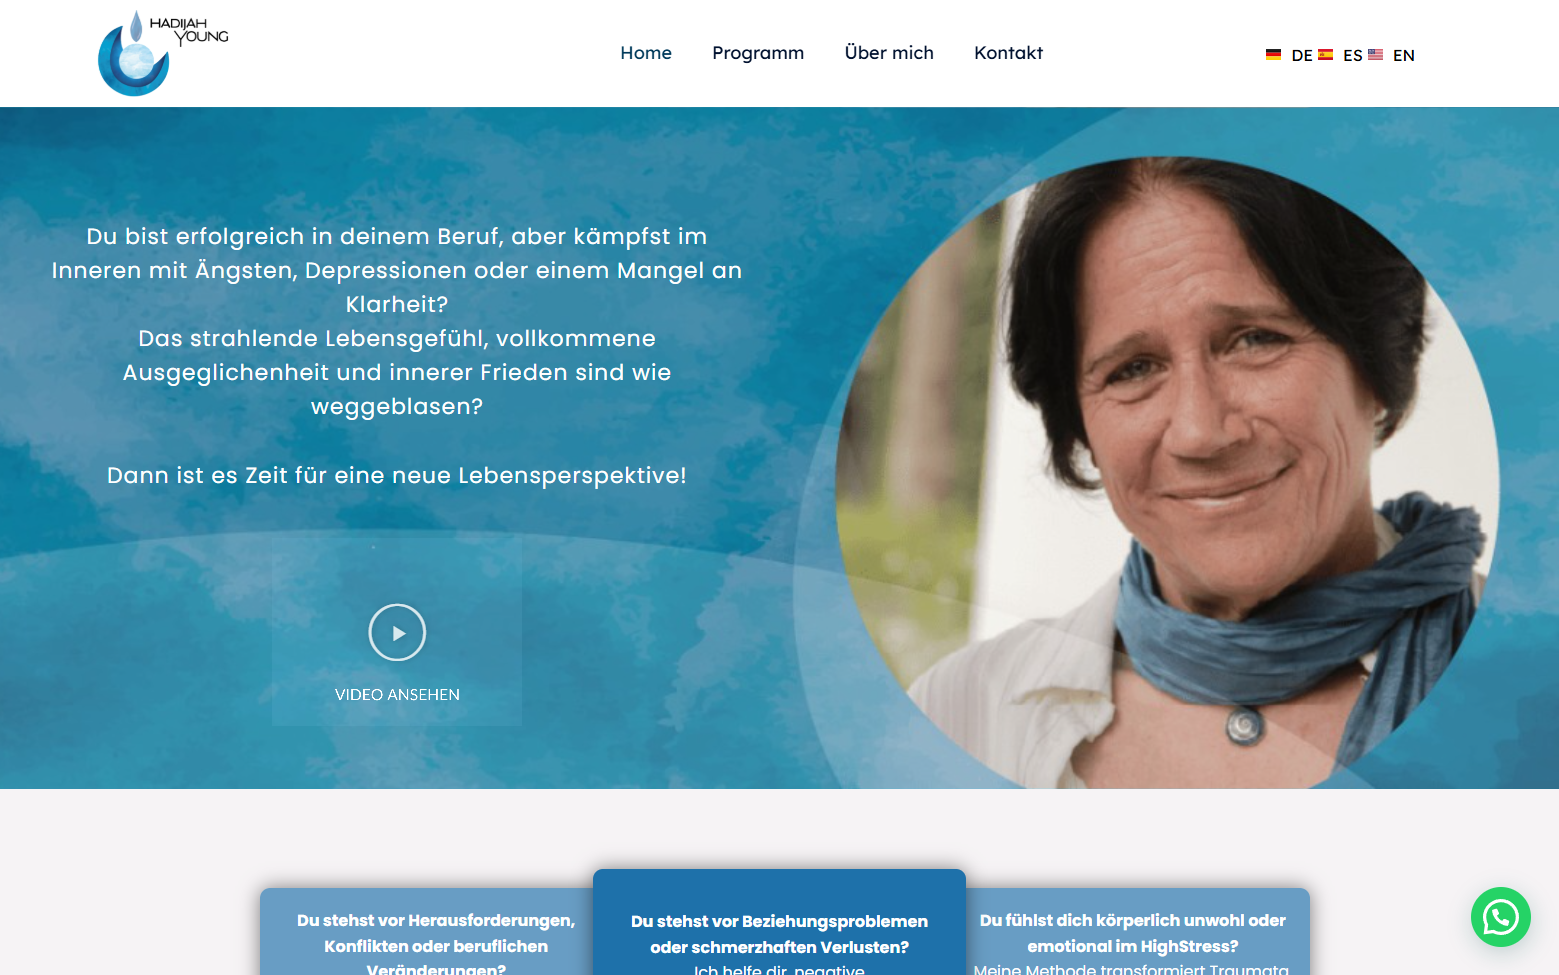 HADIJAH
YOUNG
Home
Programm
Über mich
Kontakt
DE
ES
EN
Du bist erfolgreich in deinem Beruf, aber kämpfst im
Inneren mit Ängsten, Depressionen oder einem Mangel an
Klarheit?
Das strahlende Lebensgefühl, vollkommene
Ausgeglichenheit und innerer Frieden sind wie
weggeblasen?
Dann ist es Zeit für eine neue Lebensperspektive!
VIDEO ANSEHEN
Du stehst vor Herausforderungen,
Konflikten oder beruflichen
Veränderungen?
Du stehst vor Beziehungsproblemen
oder schmerzhaften Verlusten?
Ich helfe dir, negative
Du fühlst dich körperlich unwohl oder
emotional im HighStress?
Meine Methode transformiert Traumata